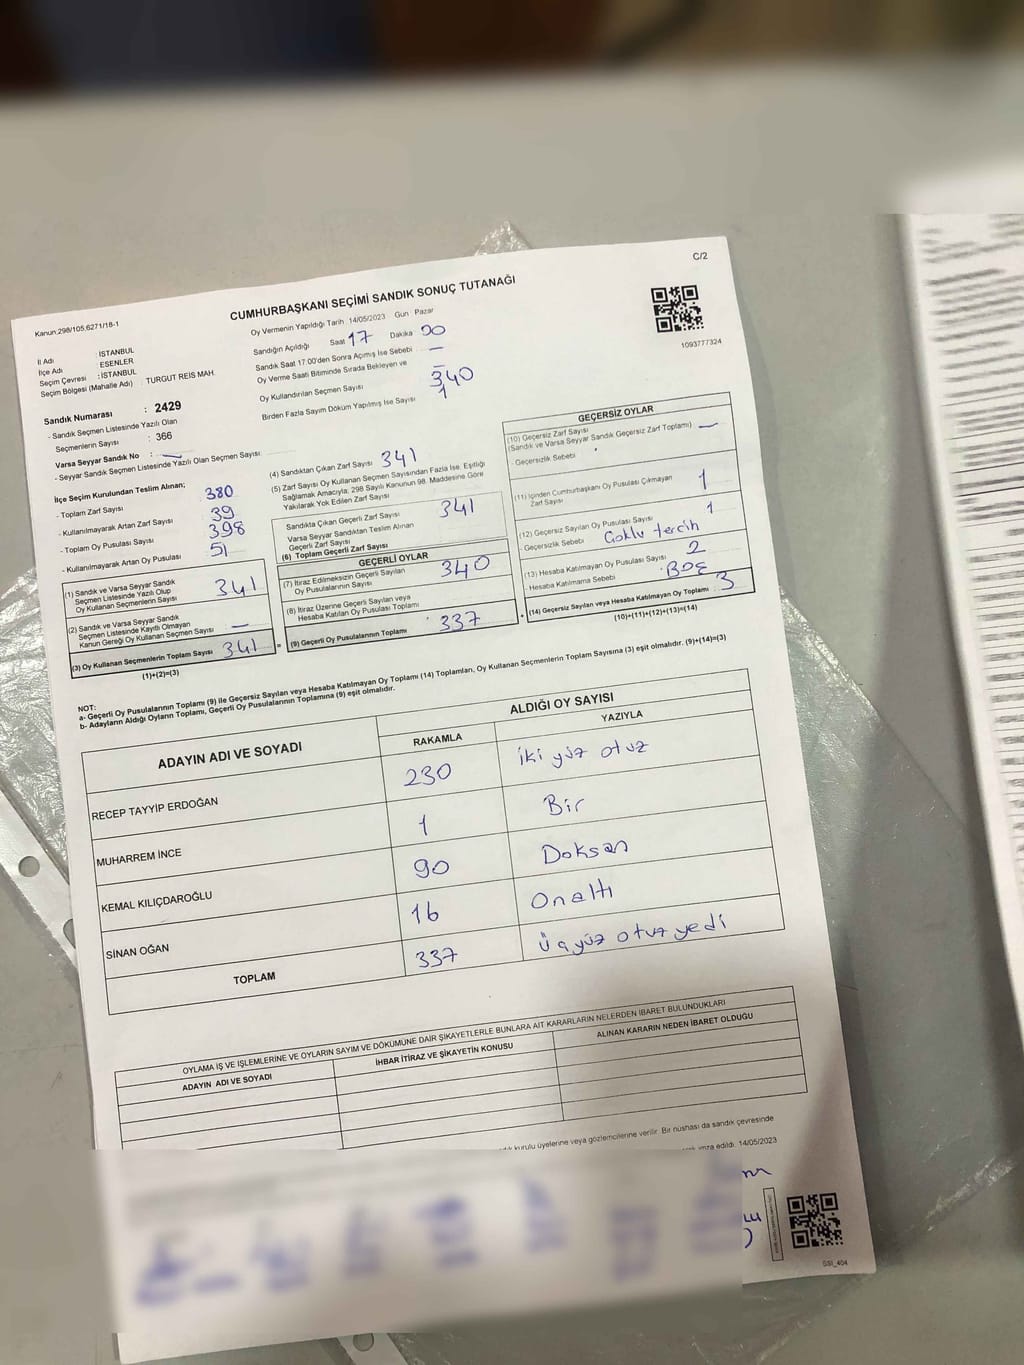 C/2
Kanun 298/105,6271/18-1
CUMHURBAŞKANI SEÇİMİ SANDIK SONUÇ TUTANAĞI
1093777324
İl Adı : İSTANBUL
İlçe Adı : ESENLER
Seçim Çevresi : İSTANBUL
Seçim Bölgesi (Mahalle Adı) : TURGUT REİS MAH.
Sandık Numarası : 2429
- Sandık Seçmen Listesinde Yazılı Olan
Seçmenlerin Sayısı : 366
Varsa Seyyar Sandık No : —
- Seyyar Sandık Seçmen Listesinde Yazılı Olan Seçmen Sayısı
Oy Vermenin Yapıldığı Tarih 14/05/2023 Gün Pazar
Sandığın Açıldığı Saat 17 Dakika 00
Sandık Saat 17.00'den Sonra Açılmış İse Sebebi —
Oy Verme Saati Bitiminde Sırada Bekleyen ve
Oy Kullandırılan Seçmen Sayısı 340
Birden Fazla Sayım Döküm Yapılmış İse Sayısı 1
İlçe Seçim Kurulundan Teslim Alınan;
- Toplam Zarf Sayısı 380
- Kullanılmayarak Artan Zarf Sayısı 39
- Toplam Oy Pusulası Sayısı 398
- Kullanılmayarak Artan Oy Pusulası 51
(1) Sandık ve Varsa Seyyar Sandık
Seçmen Listesinde Yazılı Olup
Oy Kullanan Seçmenlerin Sayısı 341
(2) Sandık ve Varsa Seyyar Sandık
Seçmen Listesinde Kayıtlı Olmayan
Kanun Gereği Oy Kullanan Seçmen Sayısı —
(3) Oy Kullanan Seçmenlerin Toplam Sayısı 341 =
(1)+(2)=(3)
(4) Sandıktan Çıkan Zarf Sayısı 341
(5) Zarf Sayısı Oy Kullanan Seçmen Sayısından Fazla İse, Eşitliği
Sağlamak Amacıyla; 298 Sayılı Kanunun 98. Maddesine Göre
Yakılarak Yok Edilen Zarf Sayısı
Sandıkta Çıkan Geçerli Zarf Sayısı 341
Varsa Seyyar Sandıktan Teslim Alınan
Geçerli Zarf Sayısı
(6) Toplam Geçerli Zarf Sayısı
GEÇERLİ OYLAR
(7) İtiraz Edilmeksizin Geçerli Sayılan
Oy Pusulalarının Sayısı 340
(8) İtiraz Üzerine Geçerli Sayılan veya
Hesaba Katılan Oy Pusulası Toplamı
(9) Geçerli Oy Pusulalarının Toplamı 337 +
GEÇERSİZ OYLAR
(10) Geçersiz Zarf Sayısı
(Sandık ve Varsa Seyyar Sandık Geçersiz Zarf Toplamı) —
- Geçersizlik Sebebi
(11) İçinden Cumhurbaşkanı Oy Pusulası Çıkmayan
Zarf Sayısı 1
(12) Geçersiz Sayılan Oy Pusulası Sayısı 1
- Geçersizlik Sebebi Çoklu tercih
(13) Hesaba Katılmayan Oy Pusulası Sayısı 2
- Hesaba Katılmama Sebebi BOŞ
(14) Geçersiz Sayılan veya Hesaba Katılmayan Oy Toplamı 3
(10)+(11)+(12)+(13)=(14)
NOT:
a- Geçerli Oy Pusulalarının Toplamı (9) ile Geçersiz Sayılan veya Hesaba Katılmayan Oy Toplamı (14) Toplamları, Oy Kullanan Seçmenlerin Toplam Sayısına (3) eşit olmalıdır. (9)+(14)=(3)
b- Adayların Aldığı Oyların Toplamı, Geçerli Oy Pusulalarının Toplamına (9) eşit olmalıdır.
ADAYIN ADI VE SOYADI
ALDIĞI OY SAYISI
RAKAMLA YAZIYLA
RECEP TAYYİP ERDOĞAN 230 iki yüz otuz
MUHARREM İNCE 1 Bir
KEMAL KILIÇDAROĞLU 90 Doksan
SİNAN OĞAN 16 Onaltı
TOPLAM 337 Üçyüz otuz yedi
OYLAMA İŞ VE İŞLEMLERİNE VE OYLARIN SAYIM VE DÖKÜMÜNE DAİR ŞİKAYETLERLE BUNLARA AİT KARARLARIN NELERDEN İBARET BULUNDUKLARI
ADAYIN ADI VE SOYADI İHBAR İTİRAZ VE ŞİKAYETİN KONUSU ALINAN KARARIN NEDEN İBARET OLDUĞU
kurulu üyelerine veya gözlemcilerine verilir. Bir nüshası da sandık çevresinde
imza edildi. 14/05/2023
SSI_404